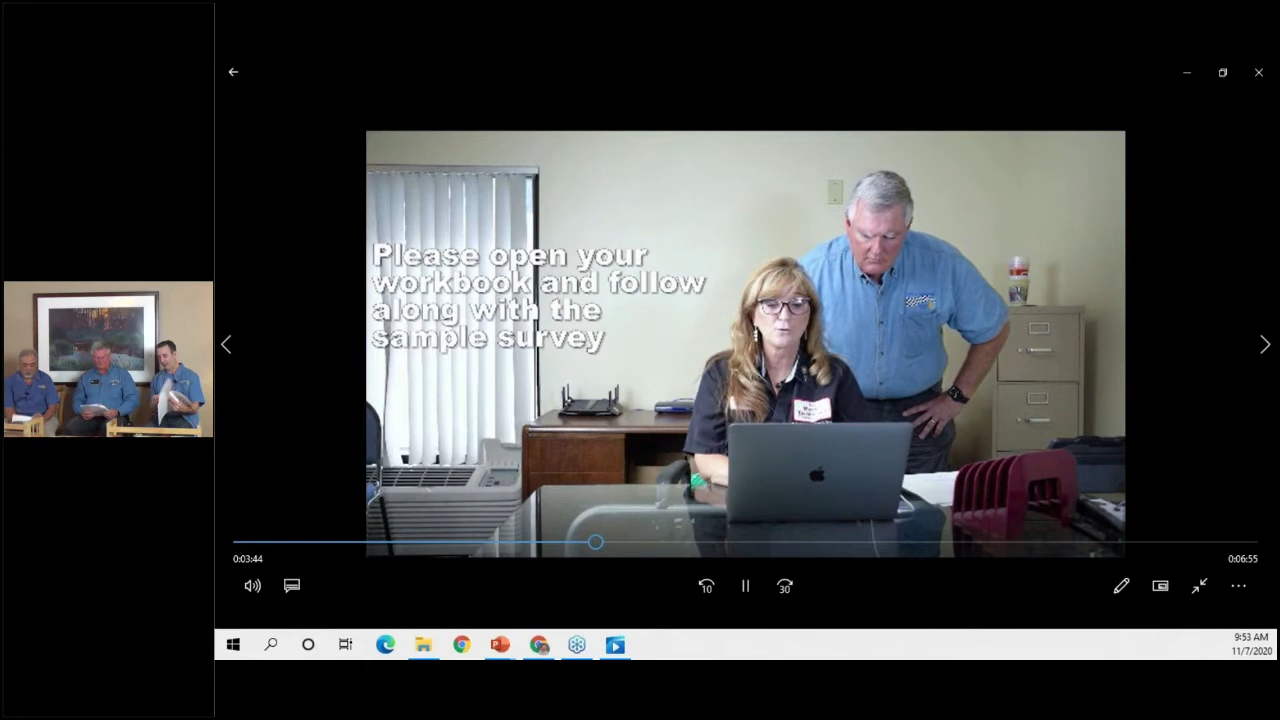 Please open your
workbook and follow
along with the
sample survey
0:03:44
0:06:55
10
30
9:53 AM
11/7/2020